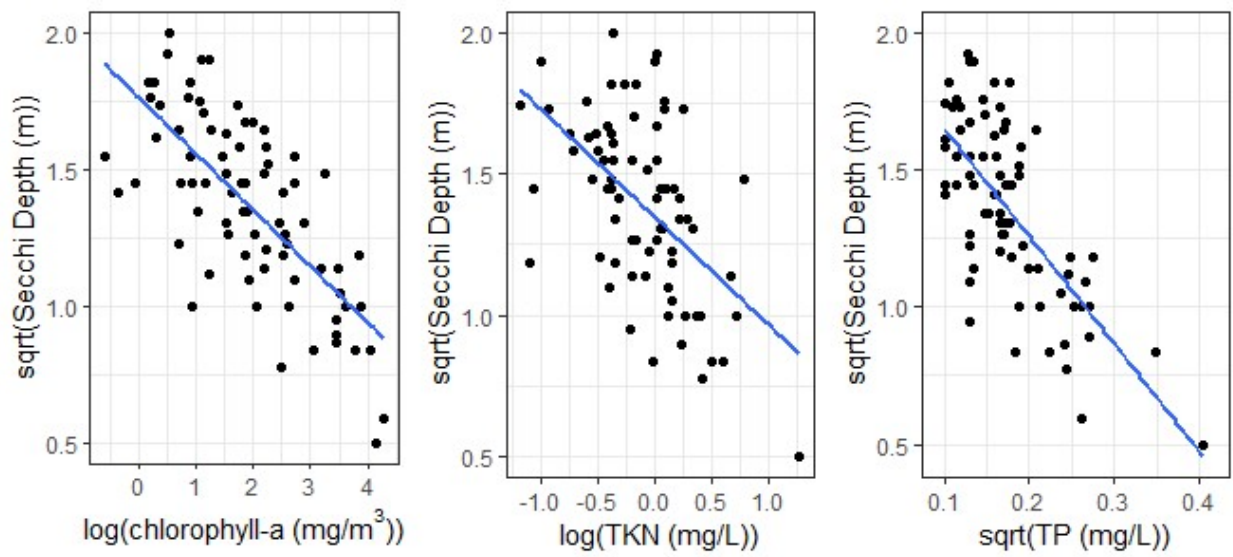 sqrt(Secchi Depth (m))
2.0
1.5
1.0
0.5
0 1 2 3 4
log(chlorophyll-a (mg/m³))
sqrt(Secchi Depth (m))
2.0
1.5
1.0
0.5
-1.0 -0.5 0.0 0.5 1.0
log(TKN (mg/L))
sqrt(Secchi Depth (m))
2.0
1.5
1.0
0.5
0.1 0.2 0.3 0.4
sqrt(TP (mg/L))